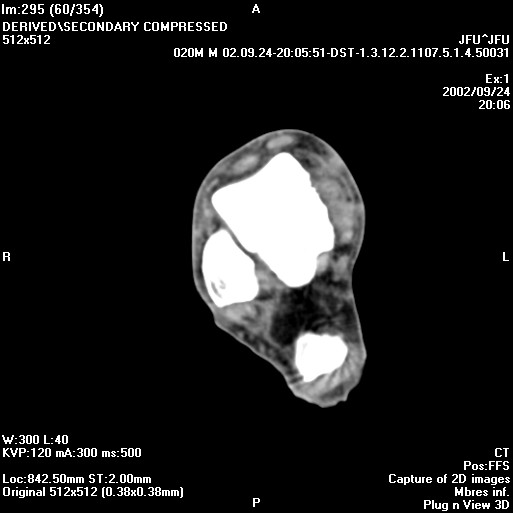 Im:295 (60/354)
A
DERIVED\SECONDARY COMPRESSED
512x512
JFU^JFU
020M M 02.09.24-20:05:51-DST-1.3.12.2.1107.5.1.4.50031
Ex:1
2002/09/24
20:06
R
L
W:300 L:40
KVP:120 mA:300 ms:500
CT
Pos:FFS
Loc:842.50mm ST:2.00mm
Capture of 2D images
Original 512x512 (0.38x0.38mm)
Mbres inf.
P
Plug n View 3D